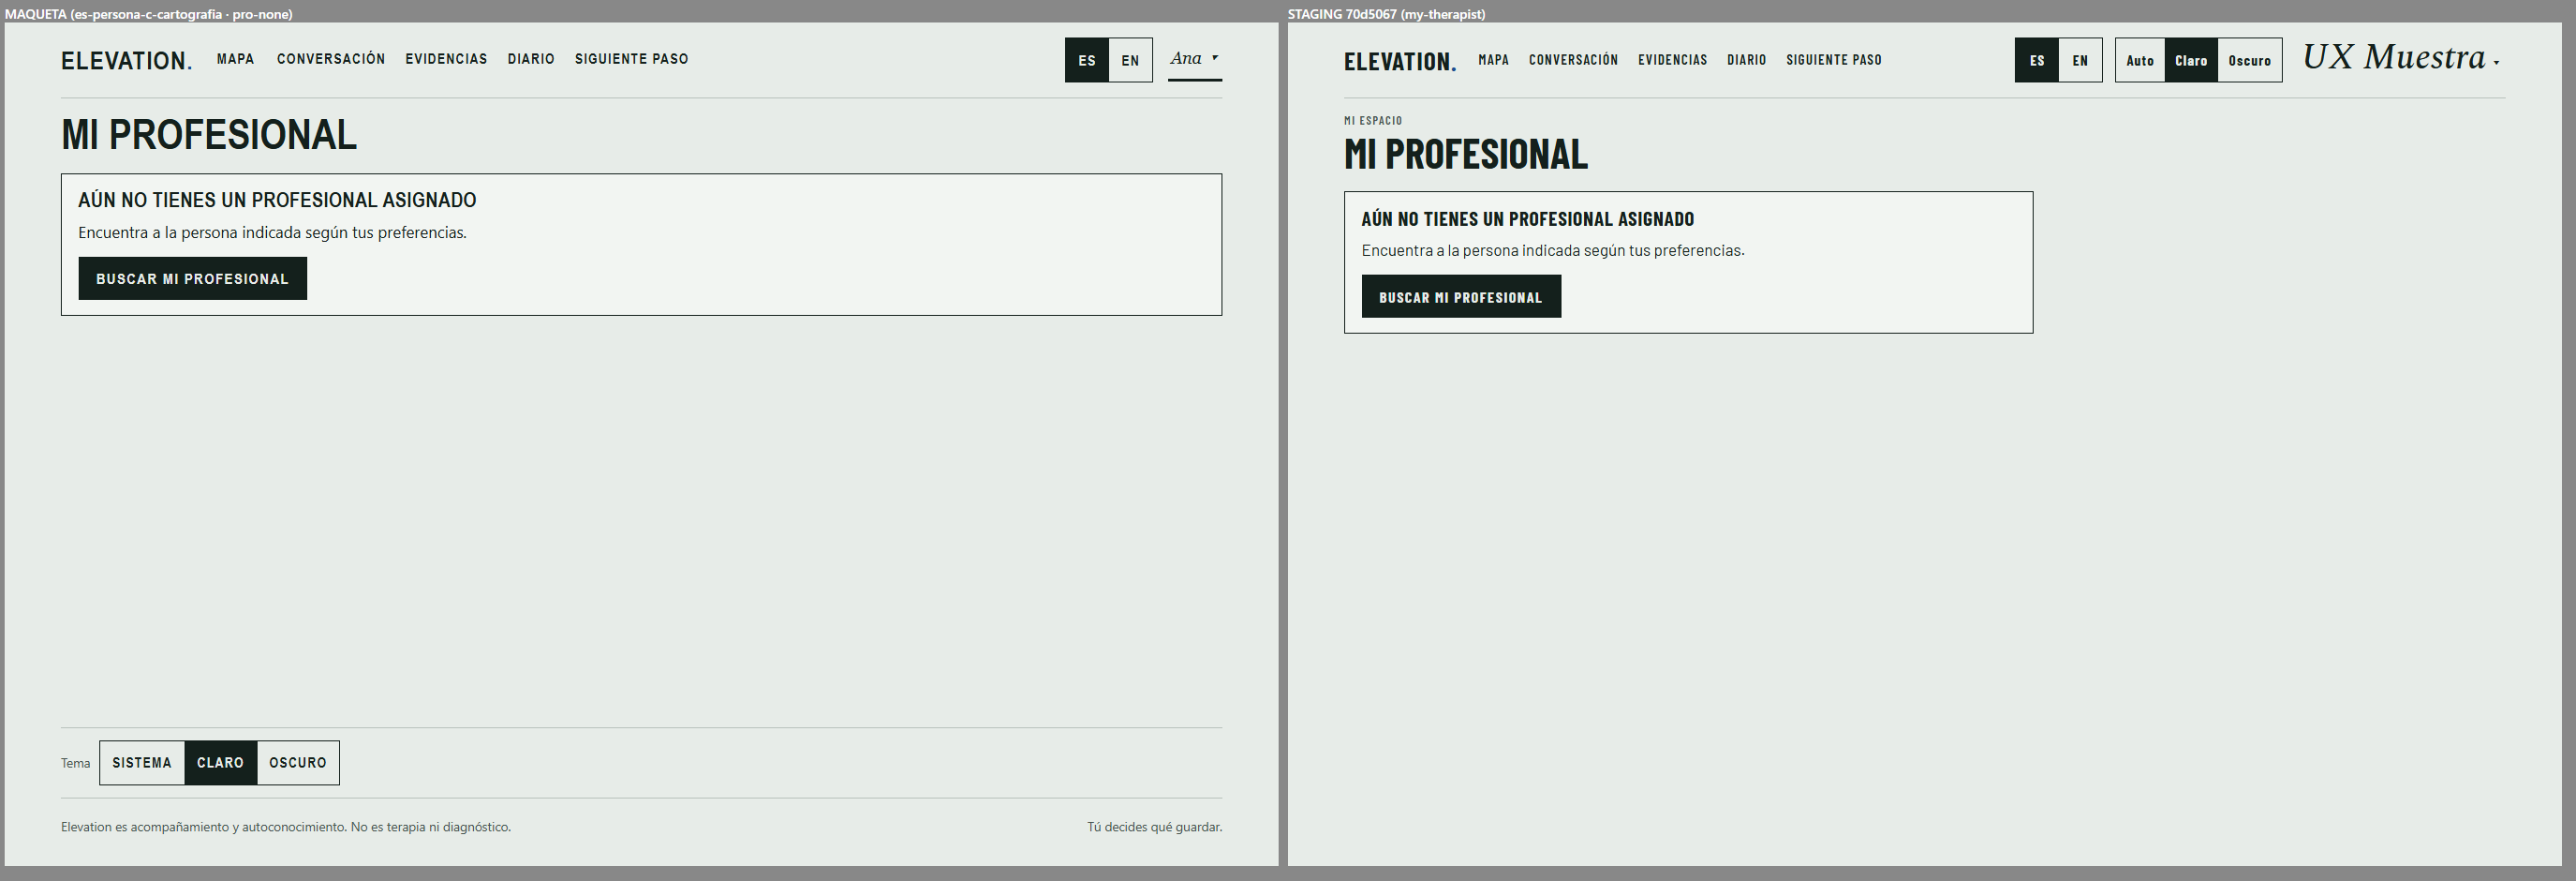 MAQUETA (es-persona-c-cartografia · pro-none)
ELEVATION. MAPA CONVERSACIÓN EVIDENCIAS DIARIO SIGUIENTE PASO ES EN Ana
MI PROFESIONAL
AÚN NO TIENES UN PROFESIONAL ASIGNADO
Encuentra a la persona indicada según tus preferencias.
BUSCAR MI PROFESIONAL
Tema SISTEMA CLARO OSCURO
Elevation es acompañamiento y autoconocimiento. No es terapia ni diagnóstico. Tú decides qué guardar.
STAGING 70d5067 (my-therapist)
ELEVATION. MAPA CONVERSACIÓN EVIDENCIAS DIARIO SIGUIENTE PASO ES EN Auto Claro Oscuro UX Muestra
MI ESPACIO
MI PROFESIONAL
AÚN NO TIENES UN PROFESIONAL ASIGNADO
Encuentra a la persona indicada según tus preferencias.
BUSCAR MI PROFESIONAL